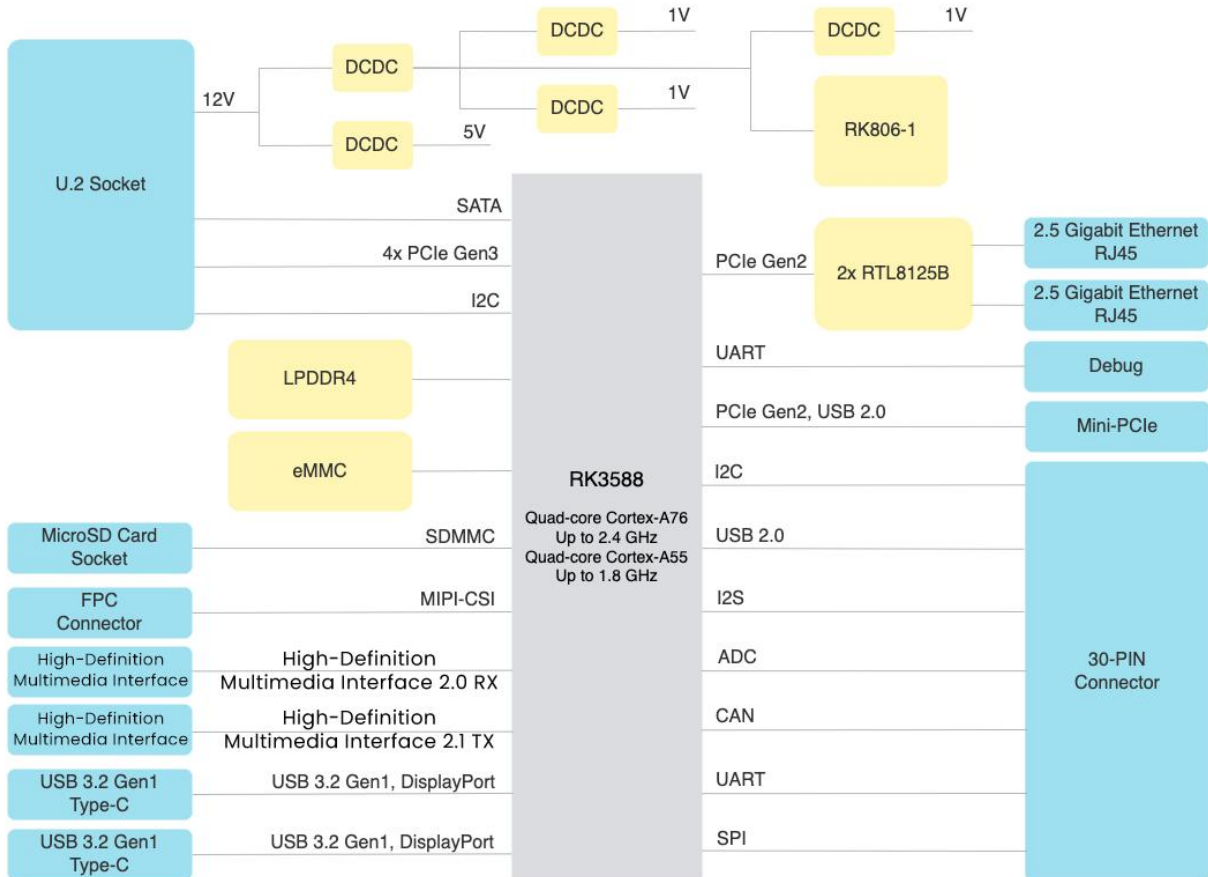 1V
1V
DCDC
DCDC
DCDC
12V
1V
DCDC
RK806-1
5V
DCDC
U.2 Socket
SATA
4x PCIe Gen3
I2C
PCIe Gen2
2x RTL8125B
2.5 Gigabit Ethernet
RJ45
2.5 Gigabit Ethernet
RJ45
LPDDR4
UART
Debug
PCIe Gen2, USB 2.0
Mini-PCIe
eMMC
RK3588
Quad-core Cortex-A76
Up to 2.4 GHz
Quad-core Cortex-A55
Up to 1.8 GHz
I2C
MicroSD Card
Socket
SDMMC
USB 2.0
FPC
Connector
MIPI-CSI
I2S
High-Definition
Multimedia Interface
High-Definition
Multimedia Interface 2.0 RX
ADC
30-PIN
Connector
High-Definition
Multimedia Interface
High-Definition
Multimedia Interface 2.1 TX
CAN
USB 3.2 Gen1
Type-C
USB 3.2 Gen1, DisplayPort
UART
USB 3.2 Gen1
Type-C
USB 3.2 Gen1, DisplayPort
SPI